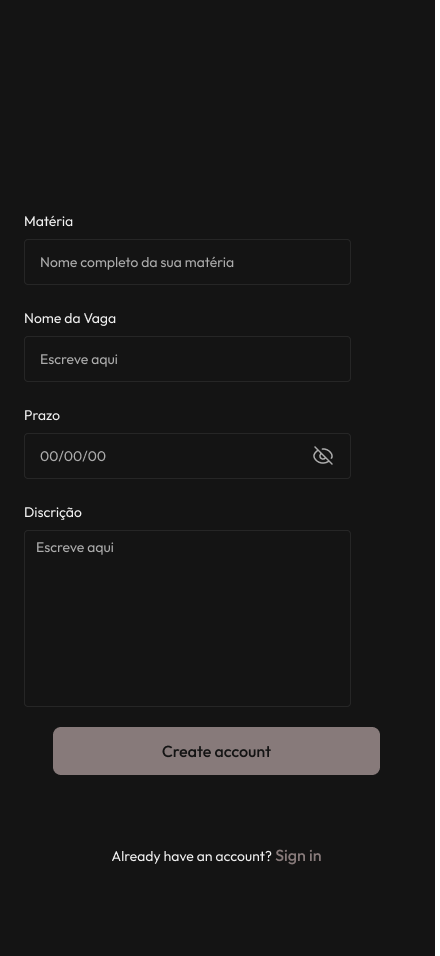 Matéria
Nome completo da sua matéria
Nome da Vaga
Escreve aqui
Prazo
00/00/00
Discrição
Escreve aqui
Create account
Already have an account? Sign in